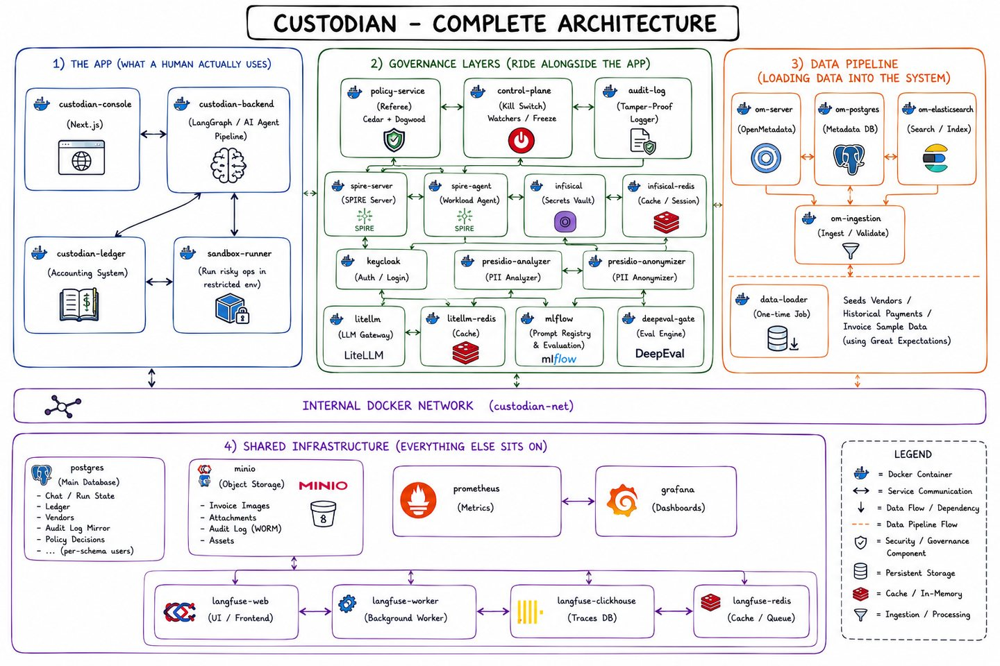 CUSTODIAN - COMPLETE ARCHITECTURE
1) THE APP (WHAT A HUMAN ACTUALLY USES)
custodian-console
(Next.js)
custodian-backend
(LangGraph / AI Agent
Pipeline)
custodian-ledger
(Accounting System)
sandbox-runner
(Run risky ops in
restricted env)
2) GOVERNANCE LAYERS (RIDE ALONGSIDE THE APP)
policy-service
(Referee)
Cedar + Dogwood
control-plane
(Kill Switch)
Watchers / Freeze
audit-log
(Tamper-Proof
Logger)
spire-server
(SPIRE Server)
SPIRE
spire-agent
(Workload Agent)
SPIRE
infisical
(Secrets Vault)
infisical-redis
(Cache / Session)
keycloak
(Auth / Login)
presidio-analyzer
(PII Analyzer)
presidio-anonymizer
(PII Anonymizer)
litellm
(LLM Gateway)
LiteLLM
litellm-redis
(Cache)
mlflow
(Prompt Registry
& Evaluation)
mlflow
deepeval-gate
(Eval Engine)
DeepEval
3) DATA PIPELINE
(LOADING DATA INTO THE SYSTEM)
om-server
(OpenMetadata)
om-postgres
(Metadata DB)
om-elasticsearch
(Search / Index)
om-ingestion
(Ingest / Validate)
data-loader
(One-time Job)
Seeds Vendors /
Historical Payments /
Invoice Sample Data
(using Great Expectations)
INTERNAL DOCKER NETWORK (custodian-net)
4) SHARED INFRASTRUCTURE (EVERYTHING ELSE SITS ON)
postgres
(Main Database)
- Chat / Run State
- Ledger
- Vendors
- Audit Log Mirror
- Policy Decisions
- ... (per-schema users)
minio
(Object Storage)
MINIO
- Invoice Images
- Attachments
- Audit Log (WORM)
- Assets
8
prometheus
(Metrics)
grafana
(Dashboards)
langfuse-web
(UI / Frontend)
langfuse-worker
(Background Worker)
langfuse-clickhouse
(Traces DB)
langfuse-redis
(Cache / Queue)
LEGEND
= Docker Container
= Service Communication
= Data Flow / Dependency
= Data Pipeline Flow
= Security / Governance
Component
= Persistent Storage
= Cache / In-Memory
= Ingestion / Processing